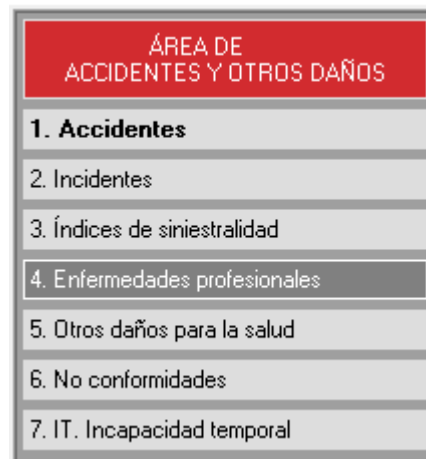 ÁREA DE
ACCIDENTES Y OTROS DAÑOS
1. Accidentes
2. Incidentes
3. Índices de siniestralidad
4. Enfermedades profesionales
5. Otros daños para la salud
6. No conformidades
7. IT. Incapacidad temporal